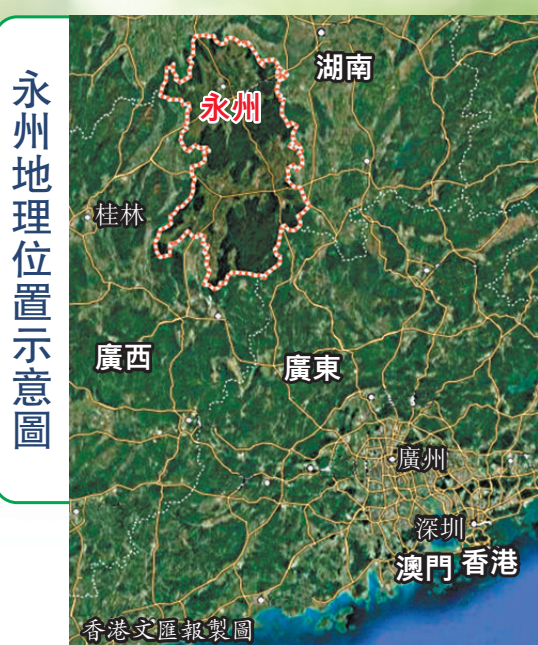 永州地理位置示意圖
湖南
永州
桂林
廣西
廣東
廣州
深圳
澳門
香港
香港文匯報製圖